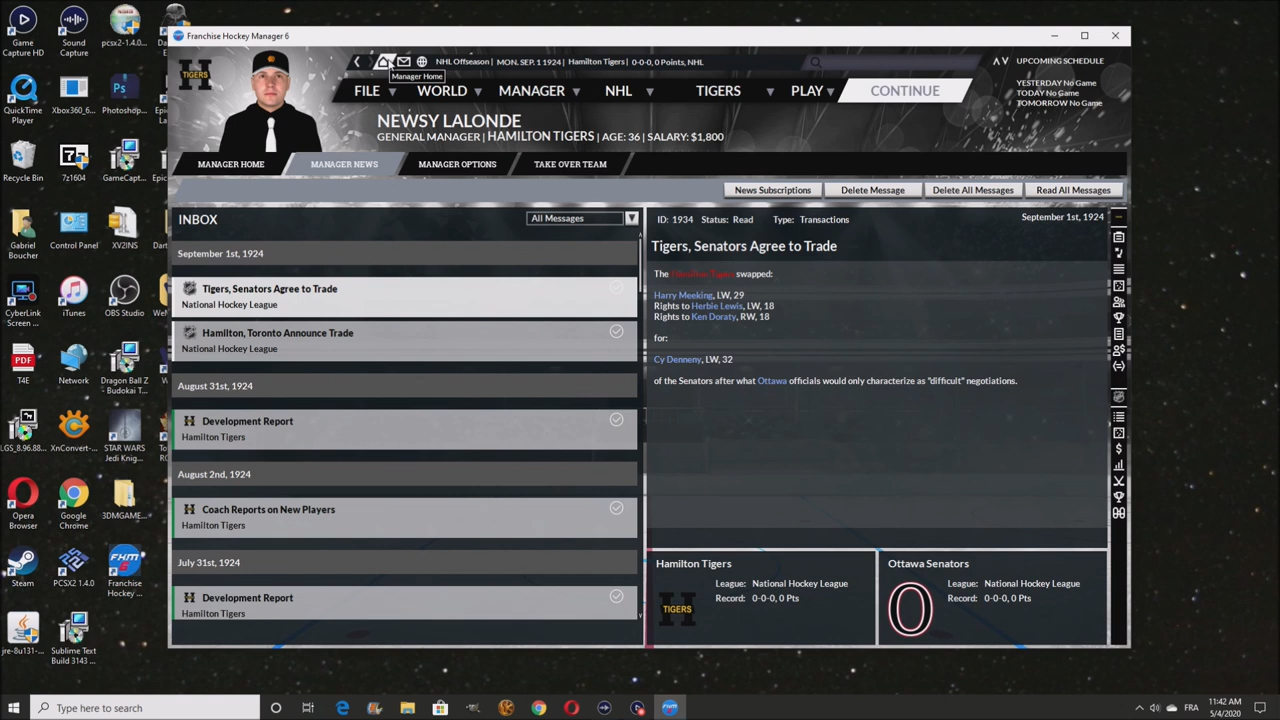 Game Capture HD
Sound Capture
pcsx2-1.4.0...
QuickTime Player
Xbox360_6...
Photoshop...
Recycle Bin
7z1604
GameCapt...
Gabriel Boucher
Control Panel
XV2INS
CyberLink Screen ...
iTunes
OBS Studio
T4E
Network
Dragon Ball Z - Budokai T...
LGS_8.96.88...
XnConvert-...
STAR WARS Jedi Knig...
Opera Browser
Google Chrome
3DMGAME...
Steam
PCSX2 1.4.0
Franchise Hockey ...
jre-8u131-...
Sublime Text Build 3143 ...
Franchise Hockey Manager 6
NHL Offseason | MON. SEP. 1 1924 | Hamilton Tigers | 0-0-0, 0 Points, NHL
Manager Home
UPCOMING SCHEDULE
YESTERDAY No Game
TODAY No Game
TOMORROW No Game
H
TIGERS
FILE
WORLD
MANAGER
NHL
TIGERS
PLAY
CONTINUE
NEWSY LALONDE
GENERAL MANAGER | HAMILTON TIGERS | AGE: 36 | SALARY: $1,800
MANAGER HOME
MANAGER NEWS
MANAGER OPTIONS
TAKE OVER TEAM
News Subscriptions
Delete Message
Delete All Messages
Read All Messages
INBOX
All Messages
September 1st, 1924
Tigers, Senators Agree to Trade
National Hockey League
Hamilton, Toronto Announce Trade
National Hockey League
August 31st, 1924
Development Report
Hamilton Tigers
August 2nd, 1924
Coach Reports on New Players
Hamilton Tigers
July 31st, 1924
Development Report
Hamilton Tigers
ID: 1934 Status: Read Type: Transactions
September 1st, 1924
Tigers, Senators Agree to Trade
The Hamilton Tigers swapped:
Harry Meeking, LW, 29
Rights to Herbie Lewis, LW, 18
Rights to Ken Doraty, RW, 18
for:
Cy Denneny, LW, 32
of the Senators after what Ottawa officials would only characterize as "difficult" negotiations.
Hamilton Tigers
League: National Hockey League
Record: 0-0-0, 0 Pts
H
TIGERS
Ottawa Senators
League: National Hockey League
Record: 0-0-0, 0 Pts
O
Type here to search
FRA
11:42 AM
5/4/2020